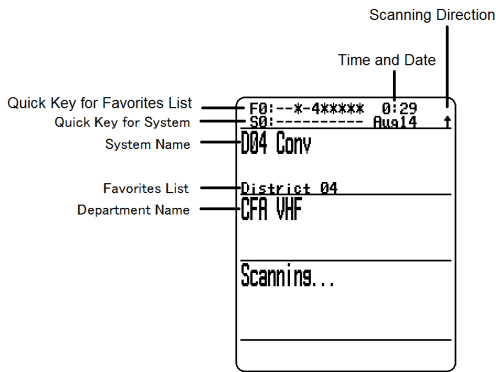 Scanning Direction
Time and Date
Quick Key for Favorites List
F0:--*-4***** 0:29
Quick Key for System
S0:---------- Aug14 ↑
System Name
D04 Conv
Favorites List
District 04
Department Name
CFA VHF
Scanning...